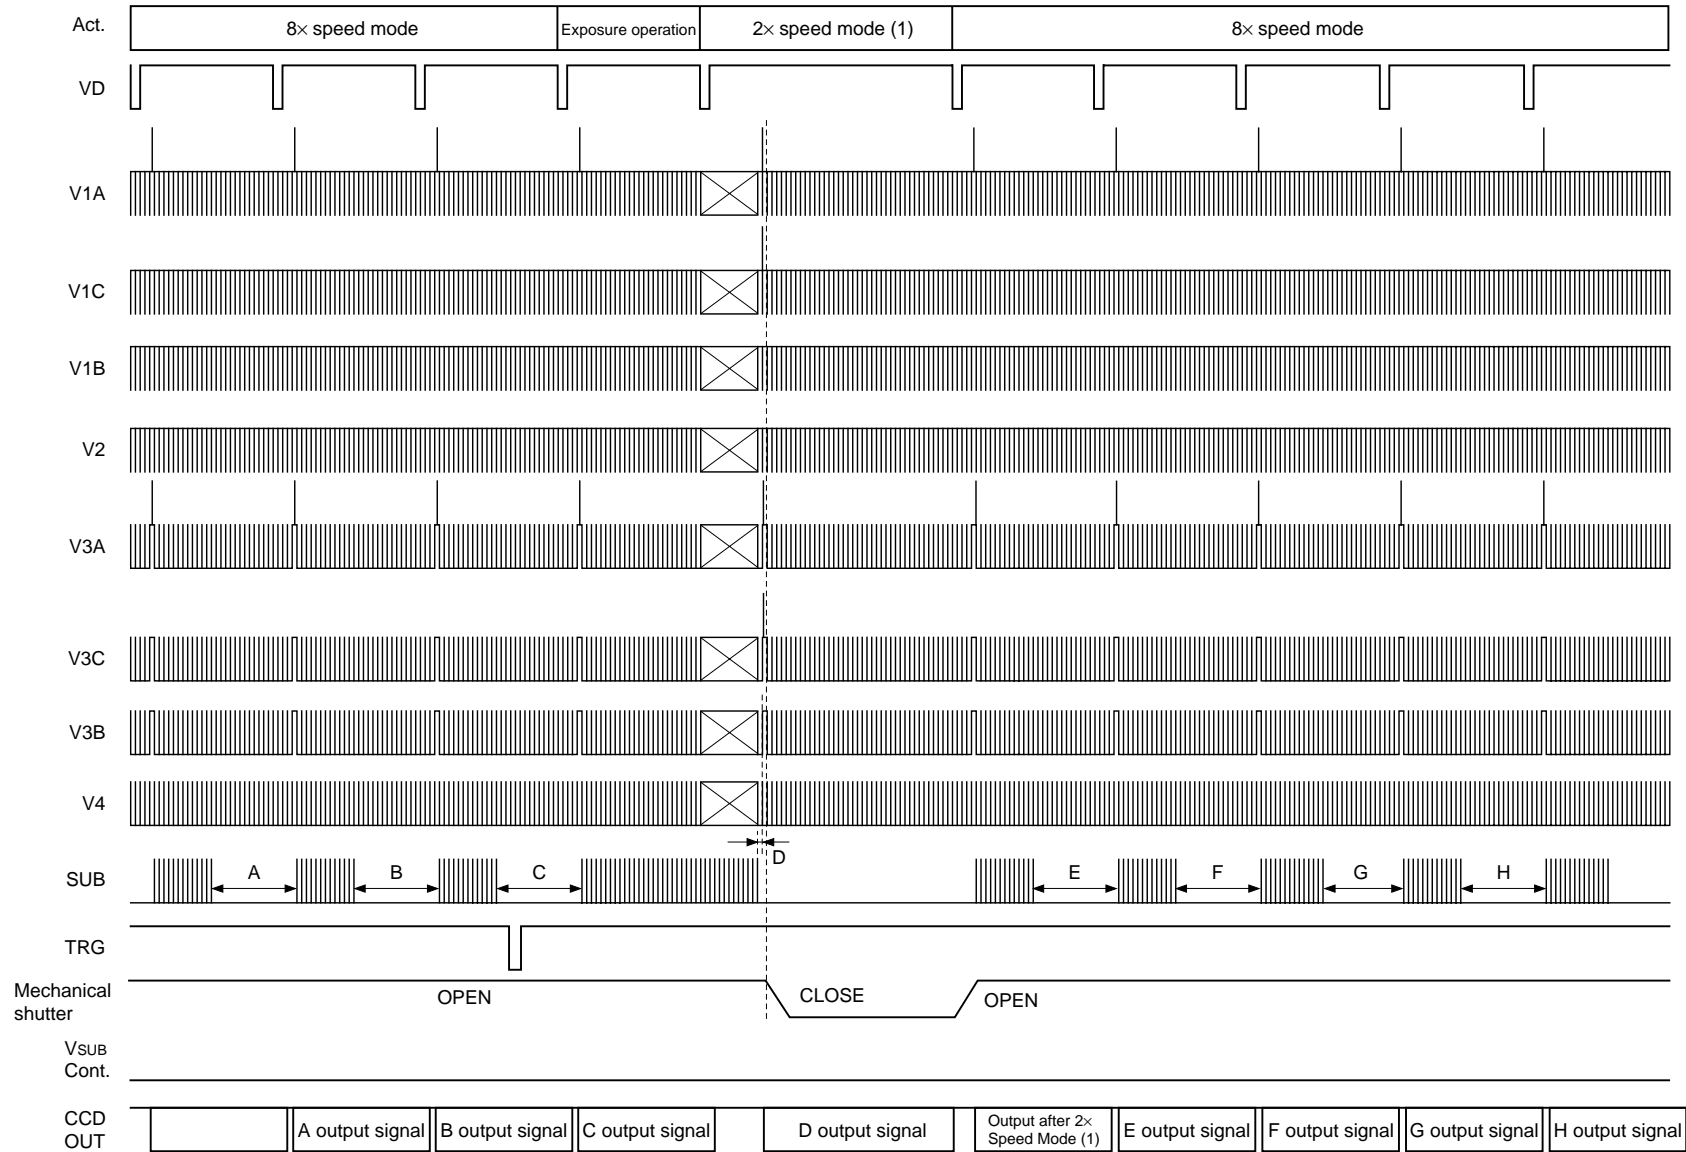 Act.
8× speed mode
Exposure operation
2× speed mode (1)
8× speed mode
VD
V1A
V1C
V1B
V2
V3A
V3C
V3B
V4
D
SUB
A
B
C
E
F
G
H
TRG
Mechanical
shutter
OPEN
CLOSE
OPEN
VSUB
Cont.
CCD
OUT
A output signal
B output signal
C output signal
D output signal
Output after 2×
Speed Mode (1)
E output signal
F output signal
G output signal
H output signal